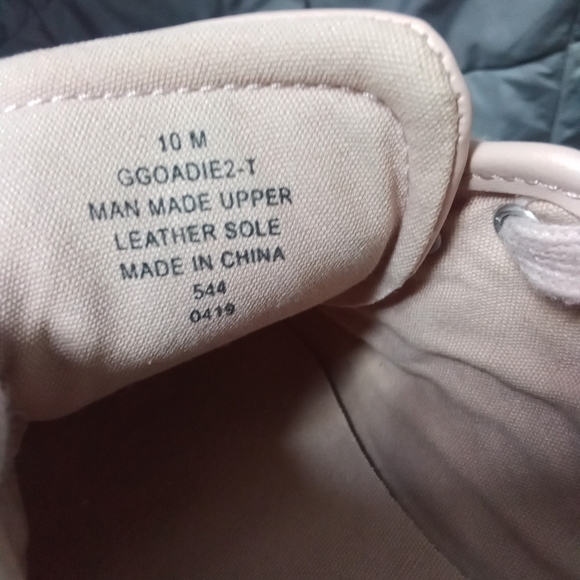 10 M
GGOADIE2-T
MAN MADE UPPER
LEATHER SOLE
MADE IN CHINA
544
0419